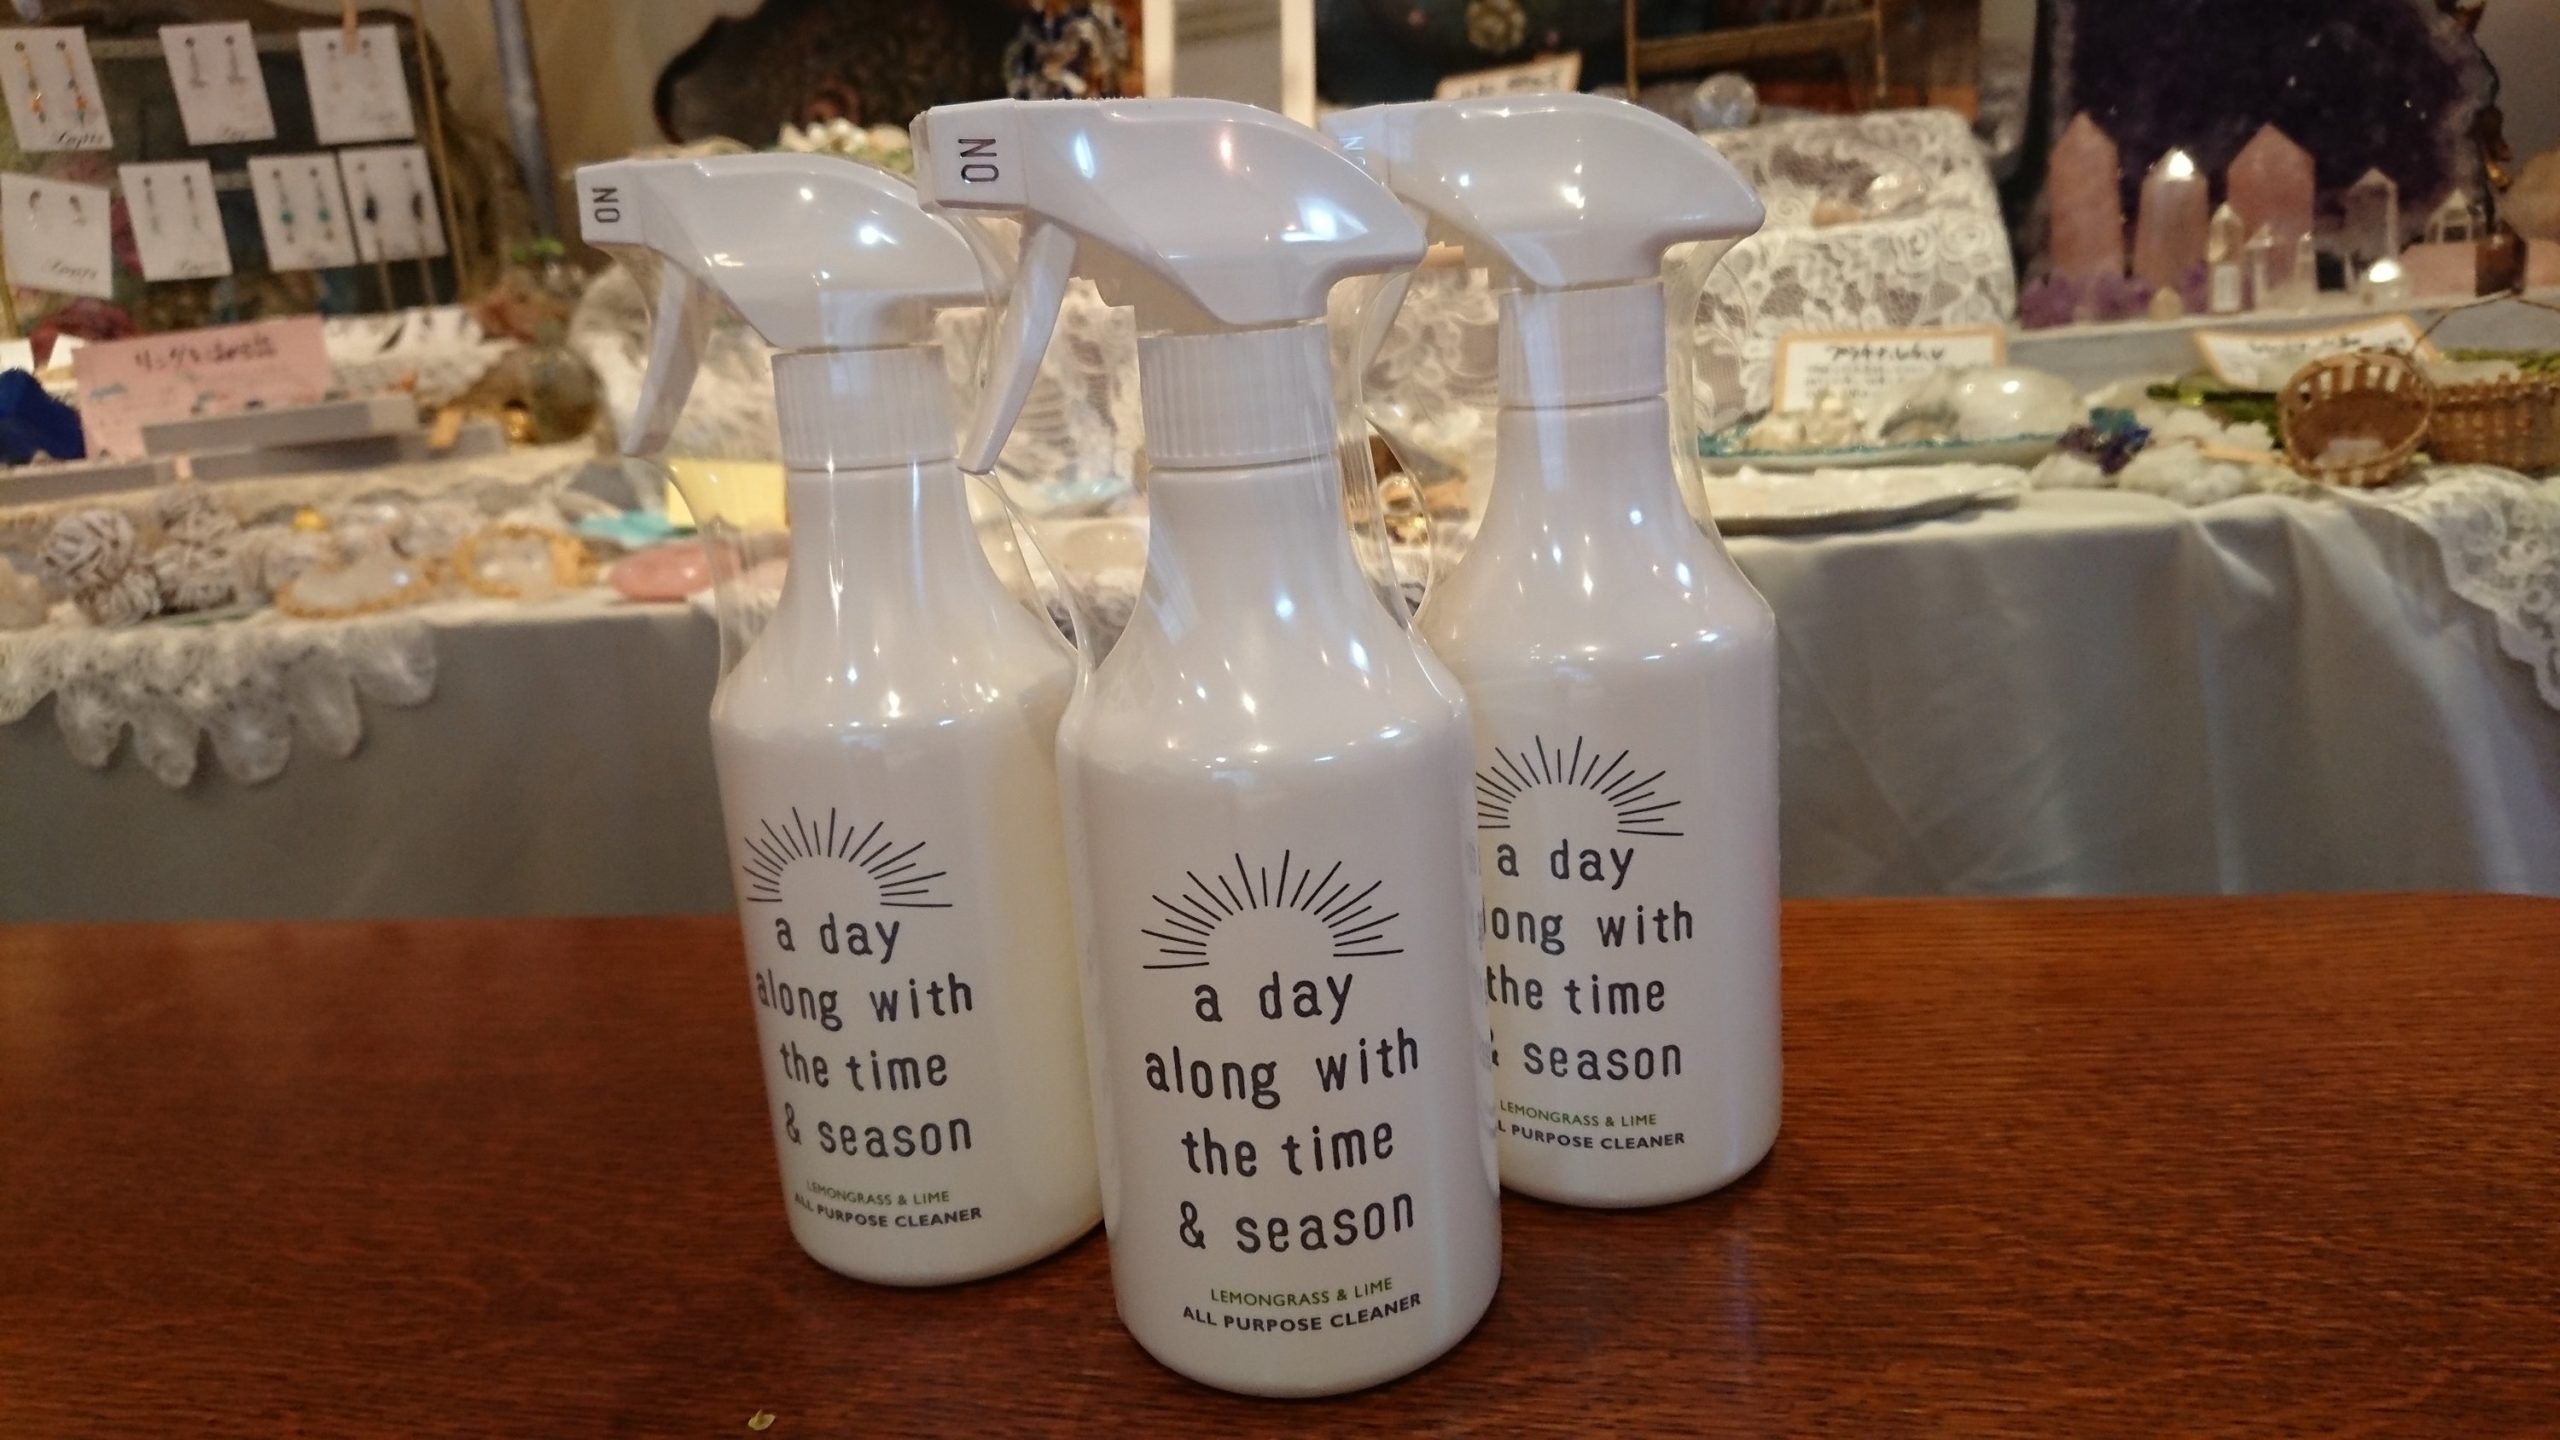 ON
a day
along with
the time
& season
LEMONGRASS & LIME
ALL PURPOSE CLEANER
ON
a day
along with
the time
& season
LEMONGRASS & LIME
ALL PURPOSE CLEANER
a day
long with
the time
& season
LEMONGRASS & LIME
L PURPOSE CLEANER